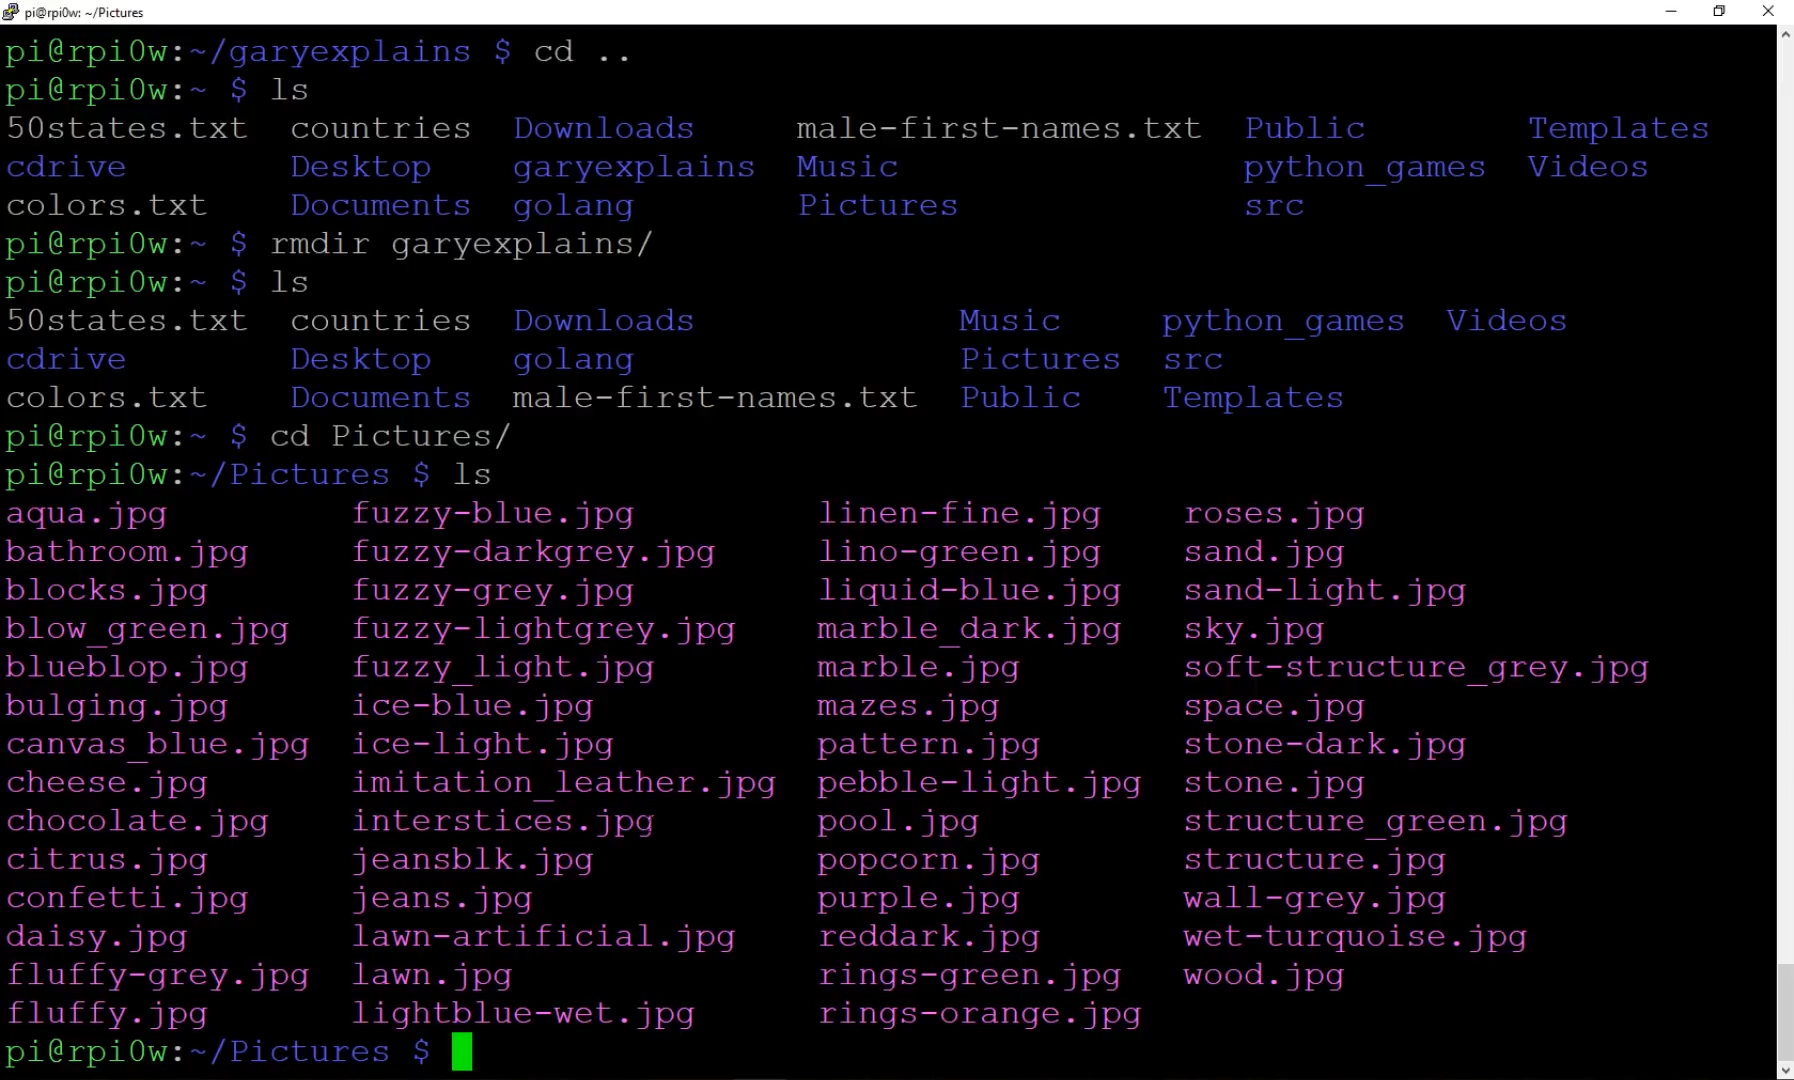 pi@rpi0w: ~/Pictures
pi@rpi0w:~/garyexplains $ cd ..
pi@rpi0w:~ $ ls
50states.txt countries Downloads male-first-names.txt Public Templates
cdrive Desktop garyexplains Music python_games Videos
colors.txt Documents golang Pictures src
pi@rpi0w:~ $ rmdir garyexplains/
pi@rpi0w:~ $ ls
50states.txt countries Downloads Music python_games Videos
cdrive Desktop golang Pictures src
colors.txt Documents male-first-names.txt Public Templates
pi@rpi0w:~ $ cd Pictures/
pi@rpi0w:~/Pictures $ ls
aqua.jpg fuzzy-blue.jpg linen-fine.jpg roses.jpg
bathroom.jpg fuzzy-darkgrey.jpg lino-green.jpg sand.jpg
blocks.jpg fuzzy-grey.jpg liquid-blue.jpg sand-light.jpg
blow_green.jpg fuzzy-lightgrey.jpg marble_dark.jpg sky.jpg
blueblop.jpg fuzzy_light.jpg marble.jpg soft-structure_grey.jpg
bulging.jpg ice-blue.jpg mazes.jpg space.jpg
canvas_blue.jpg ice-light.jpg pattern.jpg stone-dark.jpg
cheese.jpg imitation_leather.jpg pebble-light.jpg stone.jpg
chocolate.jpg interstices.jpg pool.jpg structure_green.jpg
citrus.jpg jeansblk.jpg popcorn.jpg structure.jpg
confetti.jpg jeans.jpg purple.jpg wall-grey.jpg
daisy.jpg lawn-artificial.jpg reddark.jpg wet-turquoise.jpg
fluffy-grey.jpg lawn.jpg rings-green.jpg wood.jpg
fluffy.jpg lightblue-wet.jpg rings-orange.jpg
pi@rpi0w:~/Pictures $